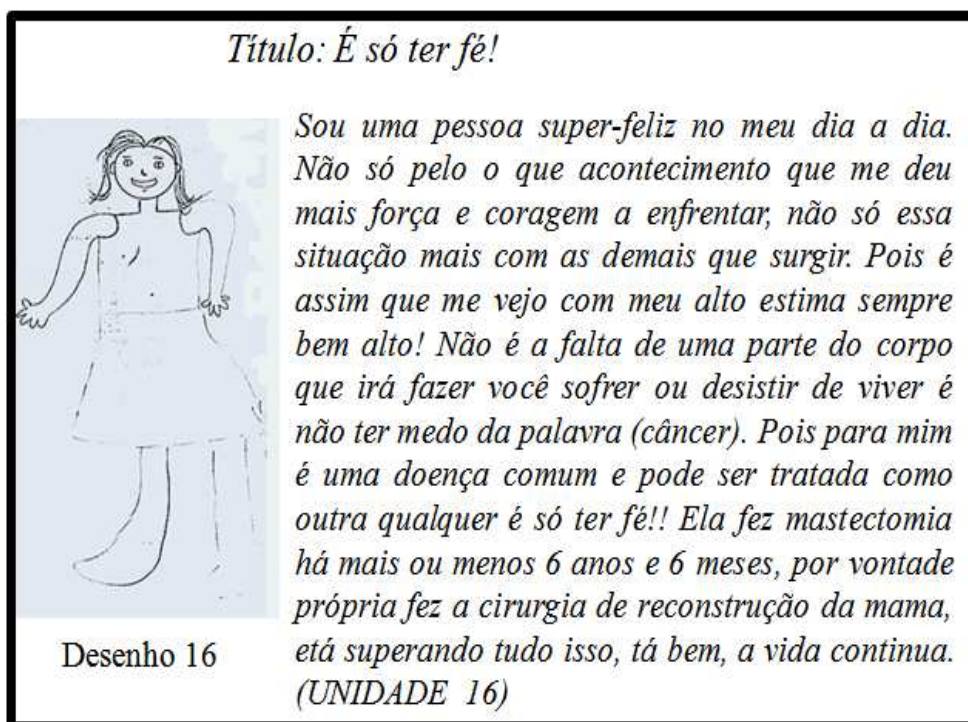 Título: É só ter fé!
Sou uma pessoa super-feliz no meu dia a dia.
Não só pelo o que acontecimento que me deu
mais força e coragem a enfrentar, não só essa
situação mais com as demais que surgir. Pois é
assim que me vejo com meu alto estima sempre
bem alto! Não é a falta de uma parte do corpo
que irá fazer você sofrer ou desistir de viver é
não ter medo da palavra (câncer). Pois para mim
é uma doença comum e pode ser tratada como
outra qualquer é só ter fé!! Ela fez mastectomia
há mais ou menos 6 anos e 6 meses, por vontade
própria fez a cirurgia de reconstrução da mama,
etá superando tudo isso, tá bem, a vida continua.
(UNIDADE 16)
Desenho 16